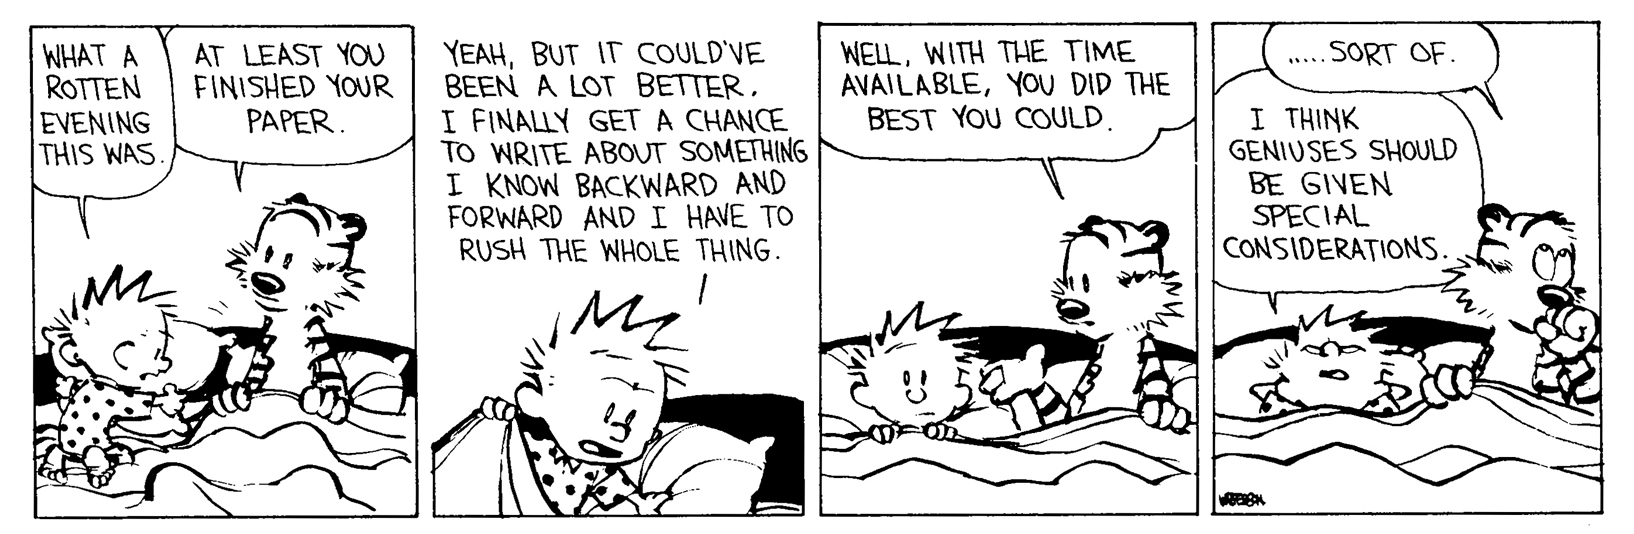 WHAT A
ROTTEN
EVENING
THIS WAS.
AT LEAST YOU
FINISHED YOUR
PAPER.
YEAH, BUT IT COULD'VE
BEEN A LOT BETTER.
I FINALLY GET A CHANCE
TO WRITE ABOUT SOMETHING
I KNOW BACKWARD AND
FORWARD AND I HAVE TO
RUSH THE WHOLE THING.
WELL, WITH THE TIME
AVAILABLE, YOU DID THE
BEST YOU COULD.
.....SORT OF.
I THINK
GENIUSES SHOULD
BE GIVEN
SPECIAL
CONSIDERATIONS.
WATTERSON